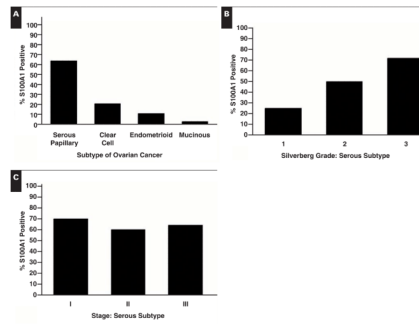 A
% S100A1 Positive
100
90
80
70
60
50
40
30
20
10
0
Serous Papillary
Clear Cell
Endometrioid
Mucinous
Subtype of Ovarian Cancer
B
% S100A1 Positive
100
90
80
70
60
50
40
30
20
10
0
1 2 3
Silverberg Grade: Serous Subtype
C
% S100A1 Positive
100
90
80
70
60
50
40
30
20
10
0
I II III
Stage: Serous Subtype